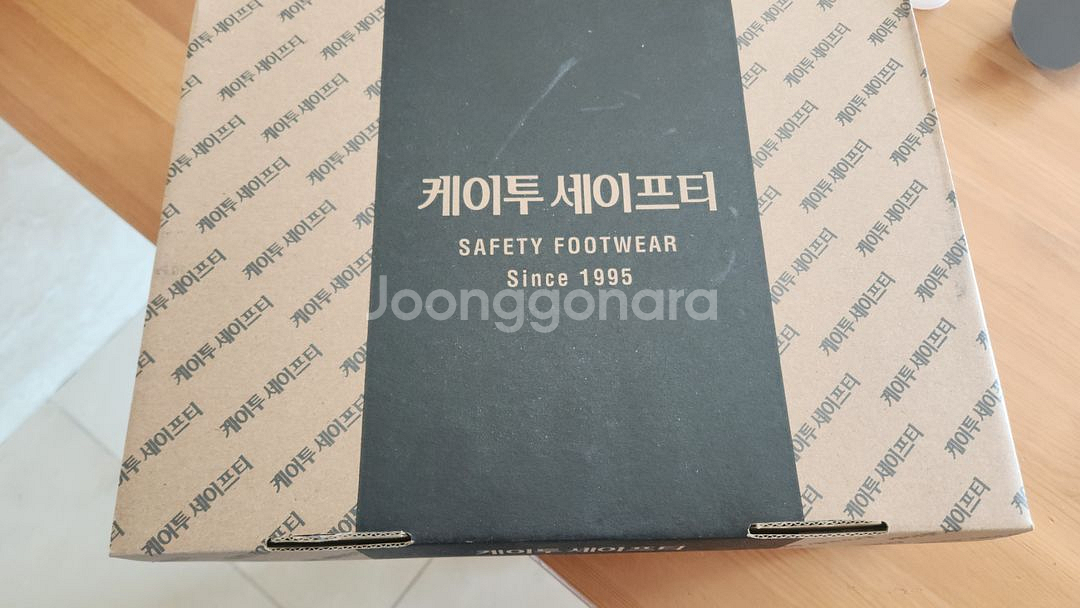 케이투 세이프티
SAFETY FOOTWEAR
Since 1995
Joonggonara